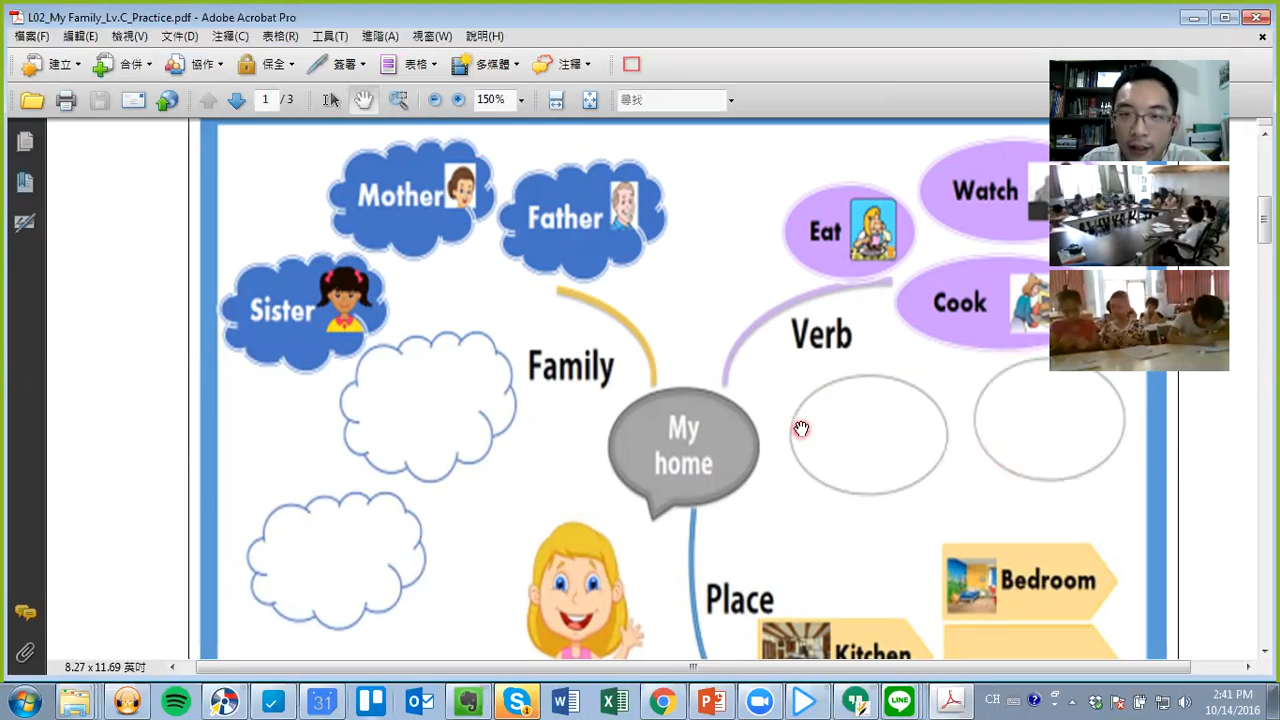 L02_My Family_Lv.C_Practice.pdf - Adobe Acrobat Pro
檔案(F) 編輯(E) 檢視(V) 文件(D) 注釋(C) 表格(R) 工具(T) 進階(A) 視窗(W) 說明(H)
建立 合併 協作 保全 簽署 表格 多媒體 注釋
1 / 3 150% 尋找
Mother
Father
Sister
Family
Eat
Watch
Cook
Verb
My
home
Place
Bedroom
Kitchen
8.27 x 11.69 英吋
31
CH
2:41 PM
10/14/2016